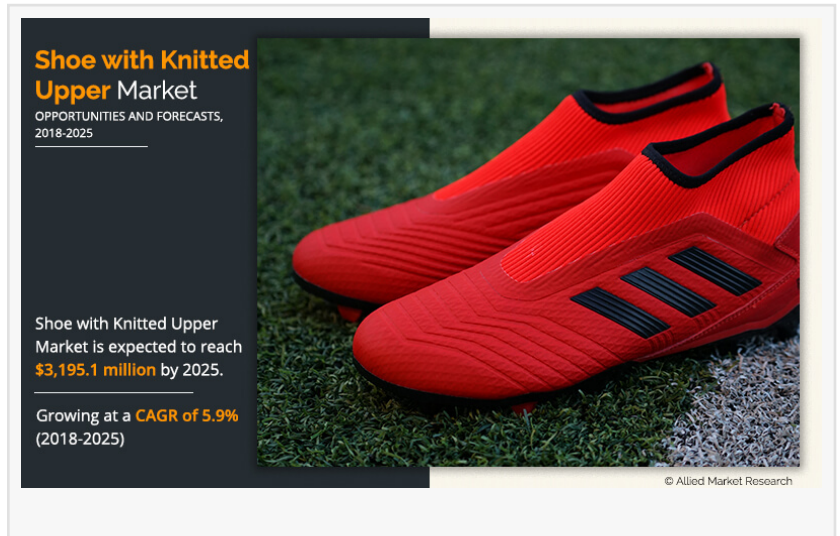 Shoe with Knitted
Upper Market
OPPORTUNITIES AND FORECASTS,
2018-2025
Shoe with Knitted Upper
Market is expected to reach
$3,195.1 million by 2025.
Growing at a CAGR of 5.9%
(2018-2025)
© Allied Market Research